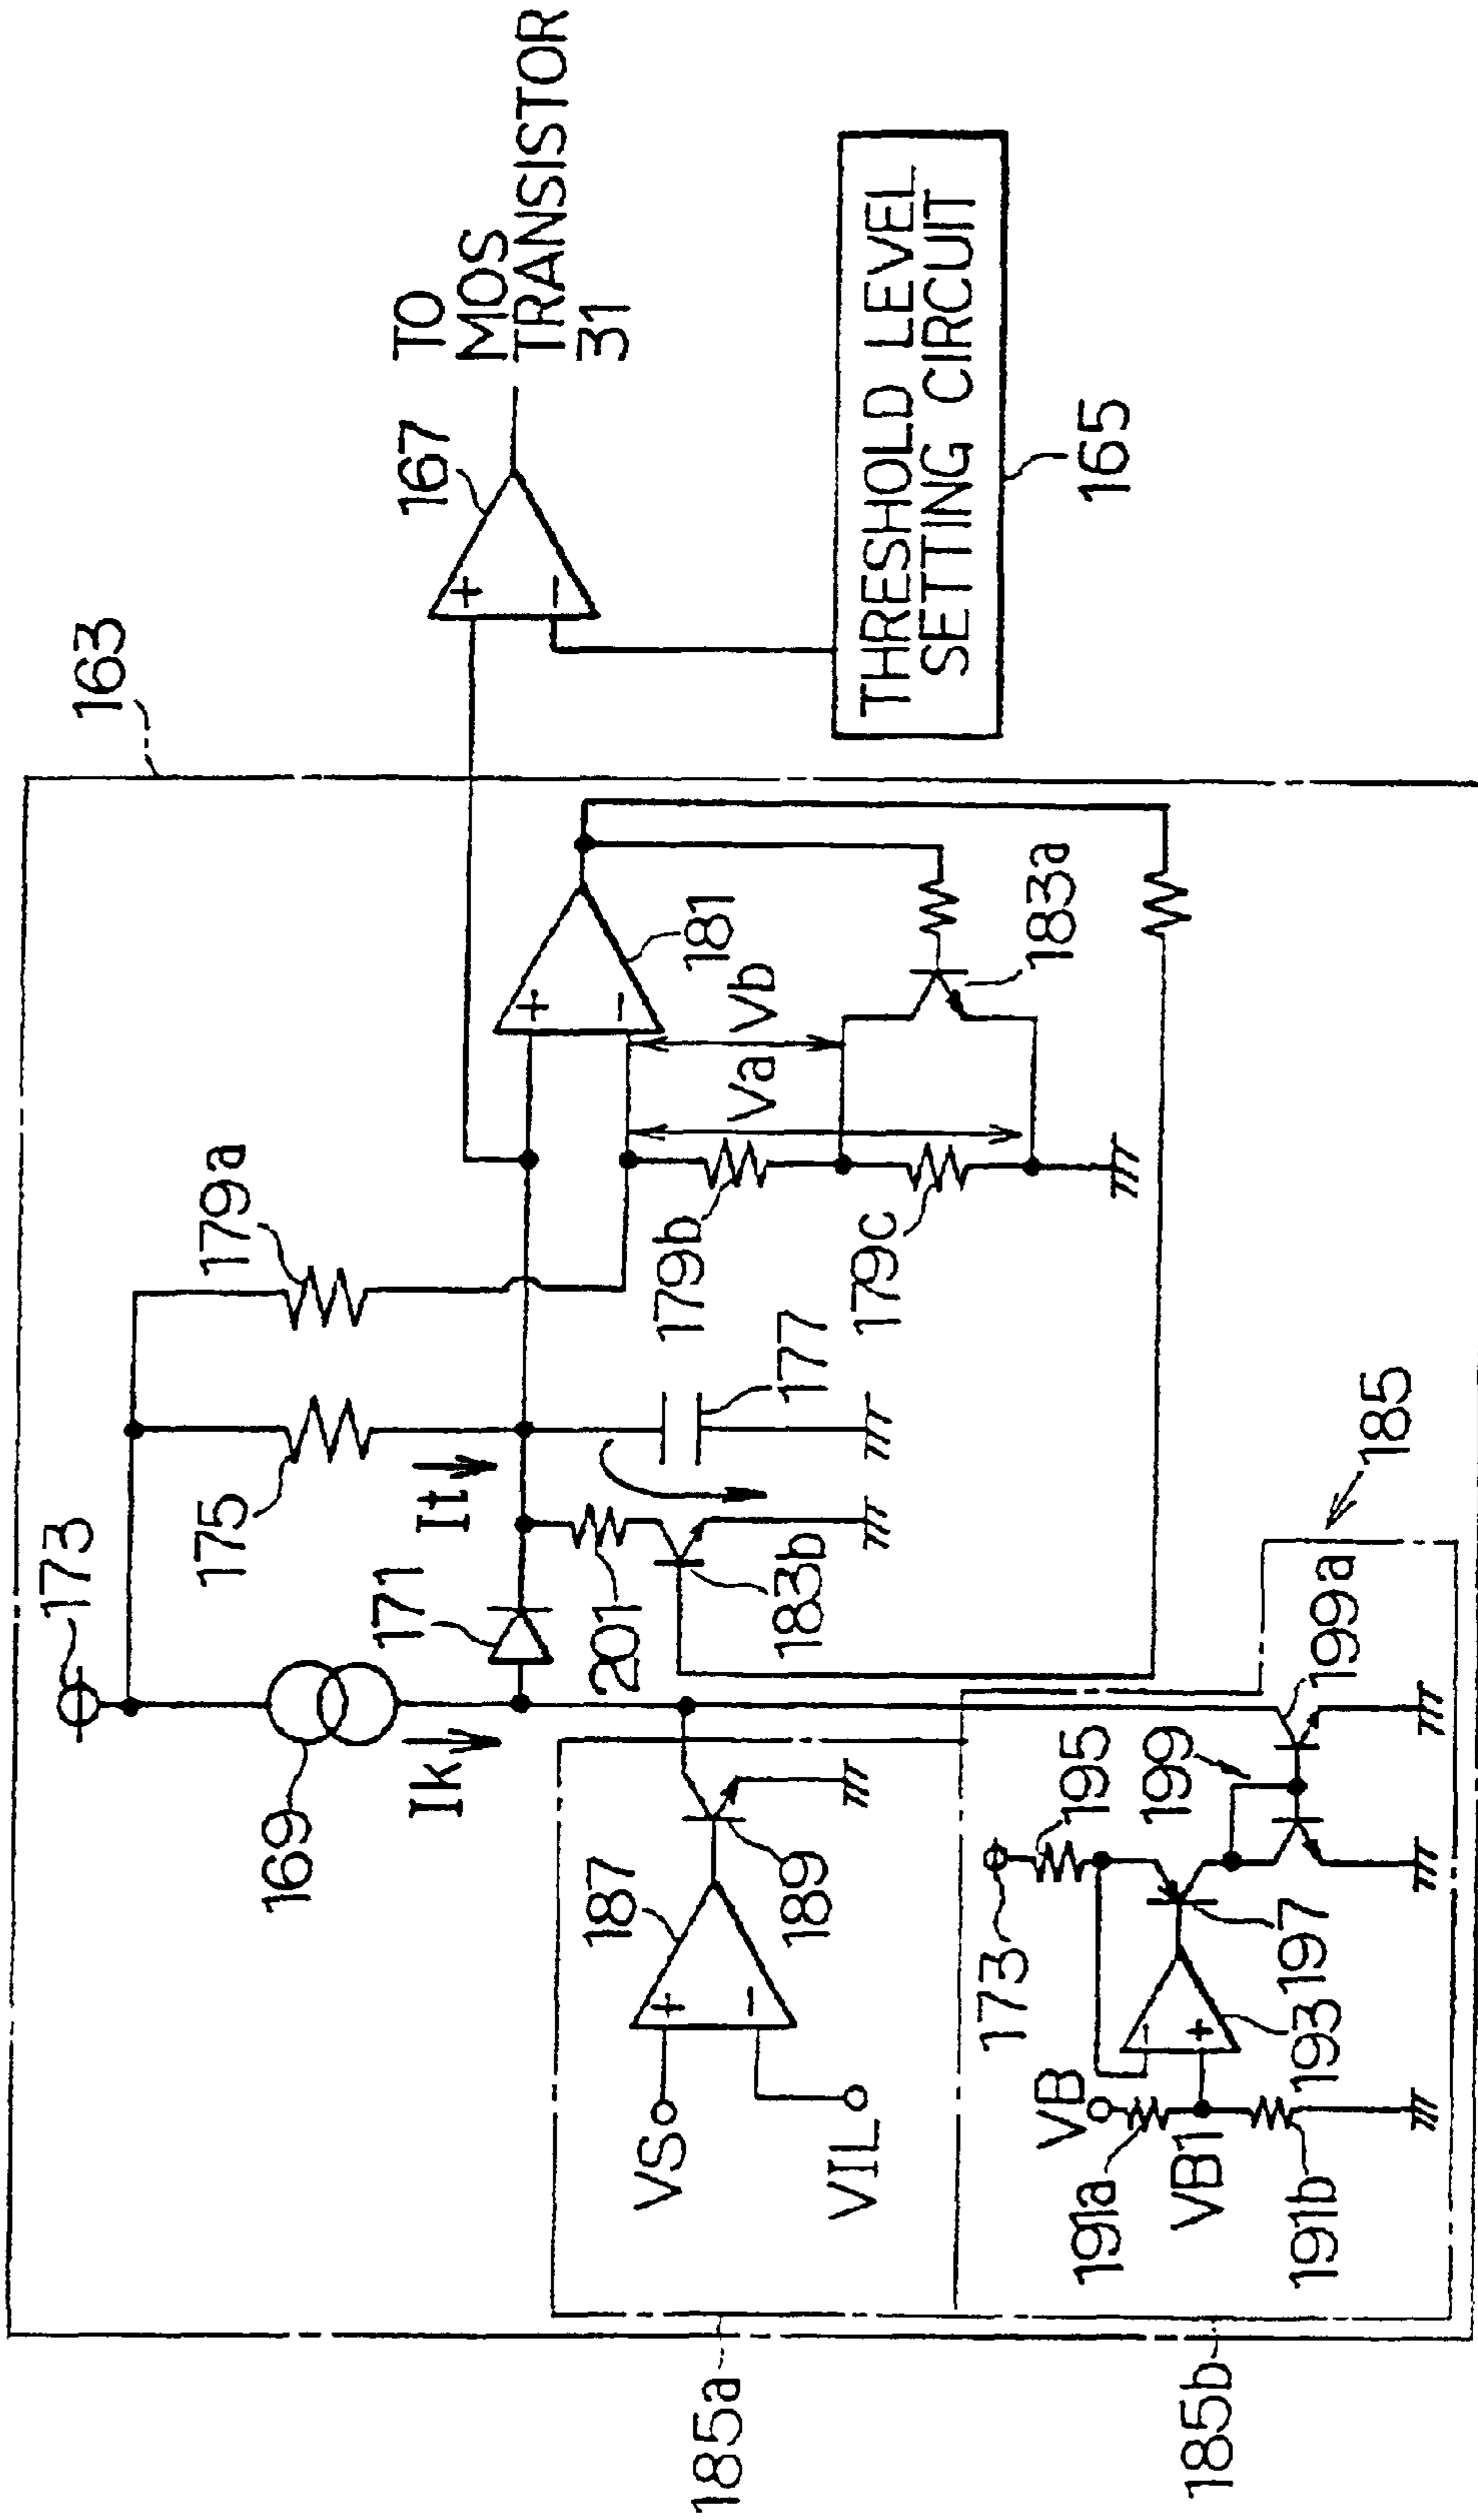 163
173
175
179a
169
Ik
171
It
201
183b
177
179b
179c
Va
Vb
181
183a
167
TO
MOS
TRANSISTOR
31
THRESHOLD LEVEL
SETTING CIRCUIT
165
185
187
189
VS
VIL
173
195
199
199a
197
193
VB
VB1
191a
191b
185a
185b
+
−
+
−
+
−
−
+